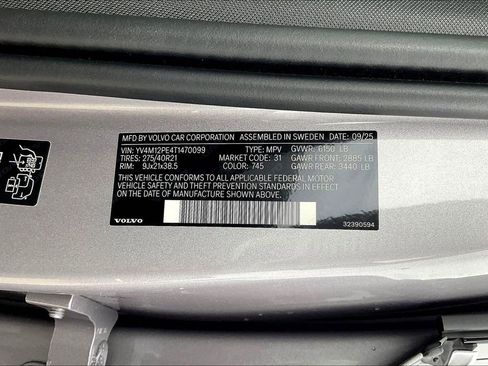 MFD BY VOLVO CAR CORPORATION ASSEMBLED IN SWEDEN 09/25
VIN: YV4M12PE4T1470099 TYPE: MPV GVWR: 6150 LB
TIRES: 275/40R21 MARKET CODE: 31 GAWR FRONT: 2885 LB
RIM: 9Jx21x38.5 COLOR: 745 GAWR REAR: 3440 LB
THIS VEHICLE CONFORMS TO ALL APPLICABLE FEDERAL MOTOR
VEHICLE SAFETY AND THEFT PREVENTION STANDARDS IN EFFECT ON
THE DATE OF MANUFACTURE SHOWN ABOVE.
VOLVO 32390594